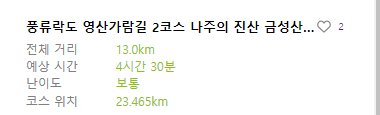 풍류락도 영산가람길 2코스 나주의 진산 금성산... 2
전체 거리 13.0km
예상 시간 4시간 30분
난이도 보통
코스 위치 23.465km